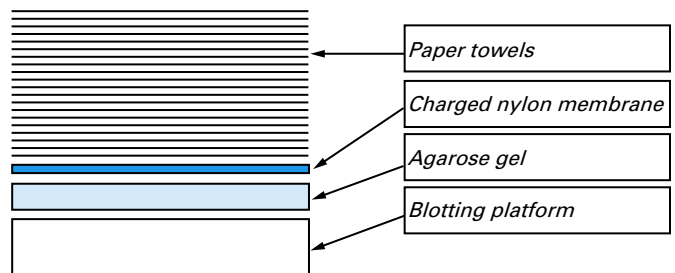 Paper towels
Charged nylon membrane
Agarose gel
Blotting platform